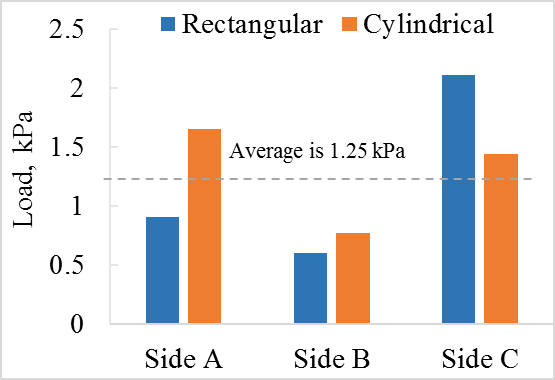 Rectangular Cylindrical
Load, kPa
2.5
2
1.5
1
0.5
0
Average is 1.25 kPa
Side A Side B Side C